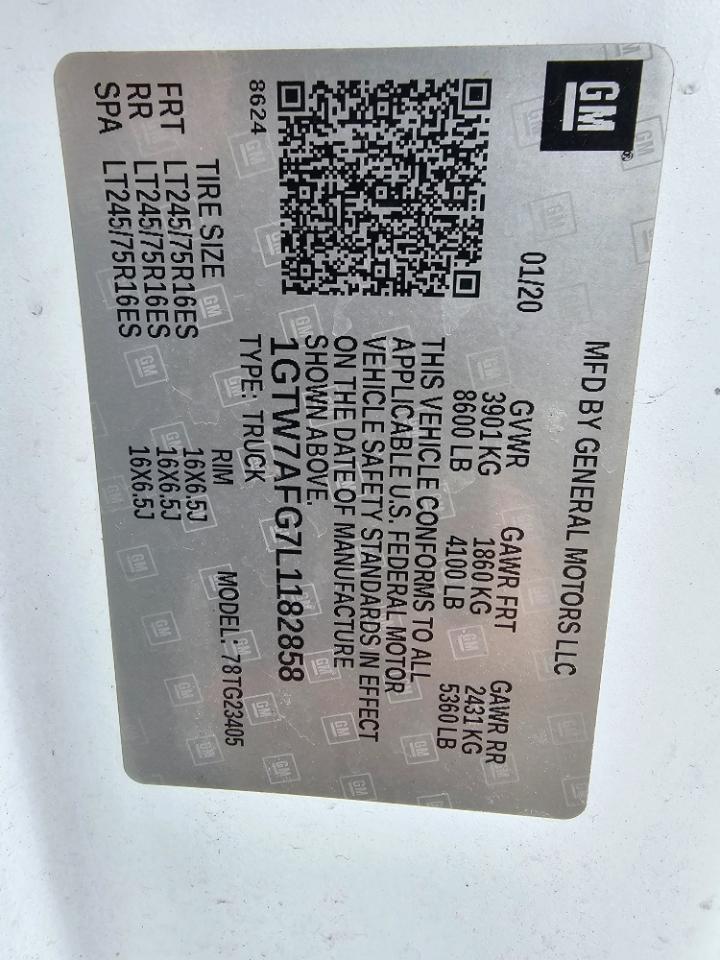 GM
MFD BY GENERAL MOTORS LLC
01/20
GVWR GAWR FRT GAWR RR
3901 KG 1860 KG 2431 KG
8600 LB 4100 LB 5360 LB
THIS VEHICLE CONFORMS TO ALL
APPLICABLE U.S. FEDERAL MOTOR
VEHICLE SAFETY STANDARDS IN EFFECT
ON THE DATE OF MANUFACTURE
SHOWN ABOVE.
1GTW7AFG7L1182858
TYPE: TRUCK
8624
MODEL: 78TG23405
TIRE SIZE RIM
FRT LT245/75R16ES 16X6.5J
RR LT245/75R16ES 16X6.5J
SPA LT245/75R16ES 16X6.5J